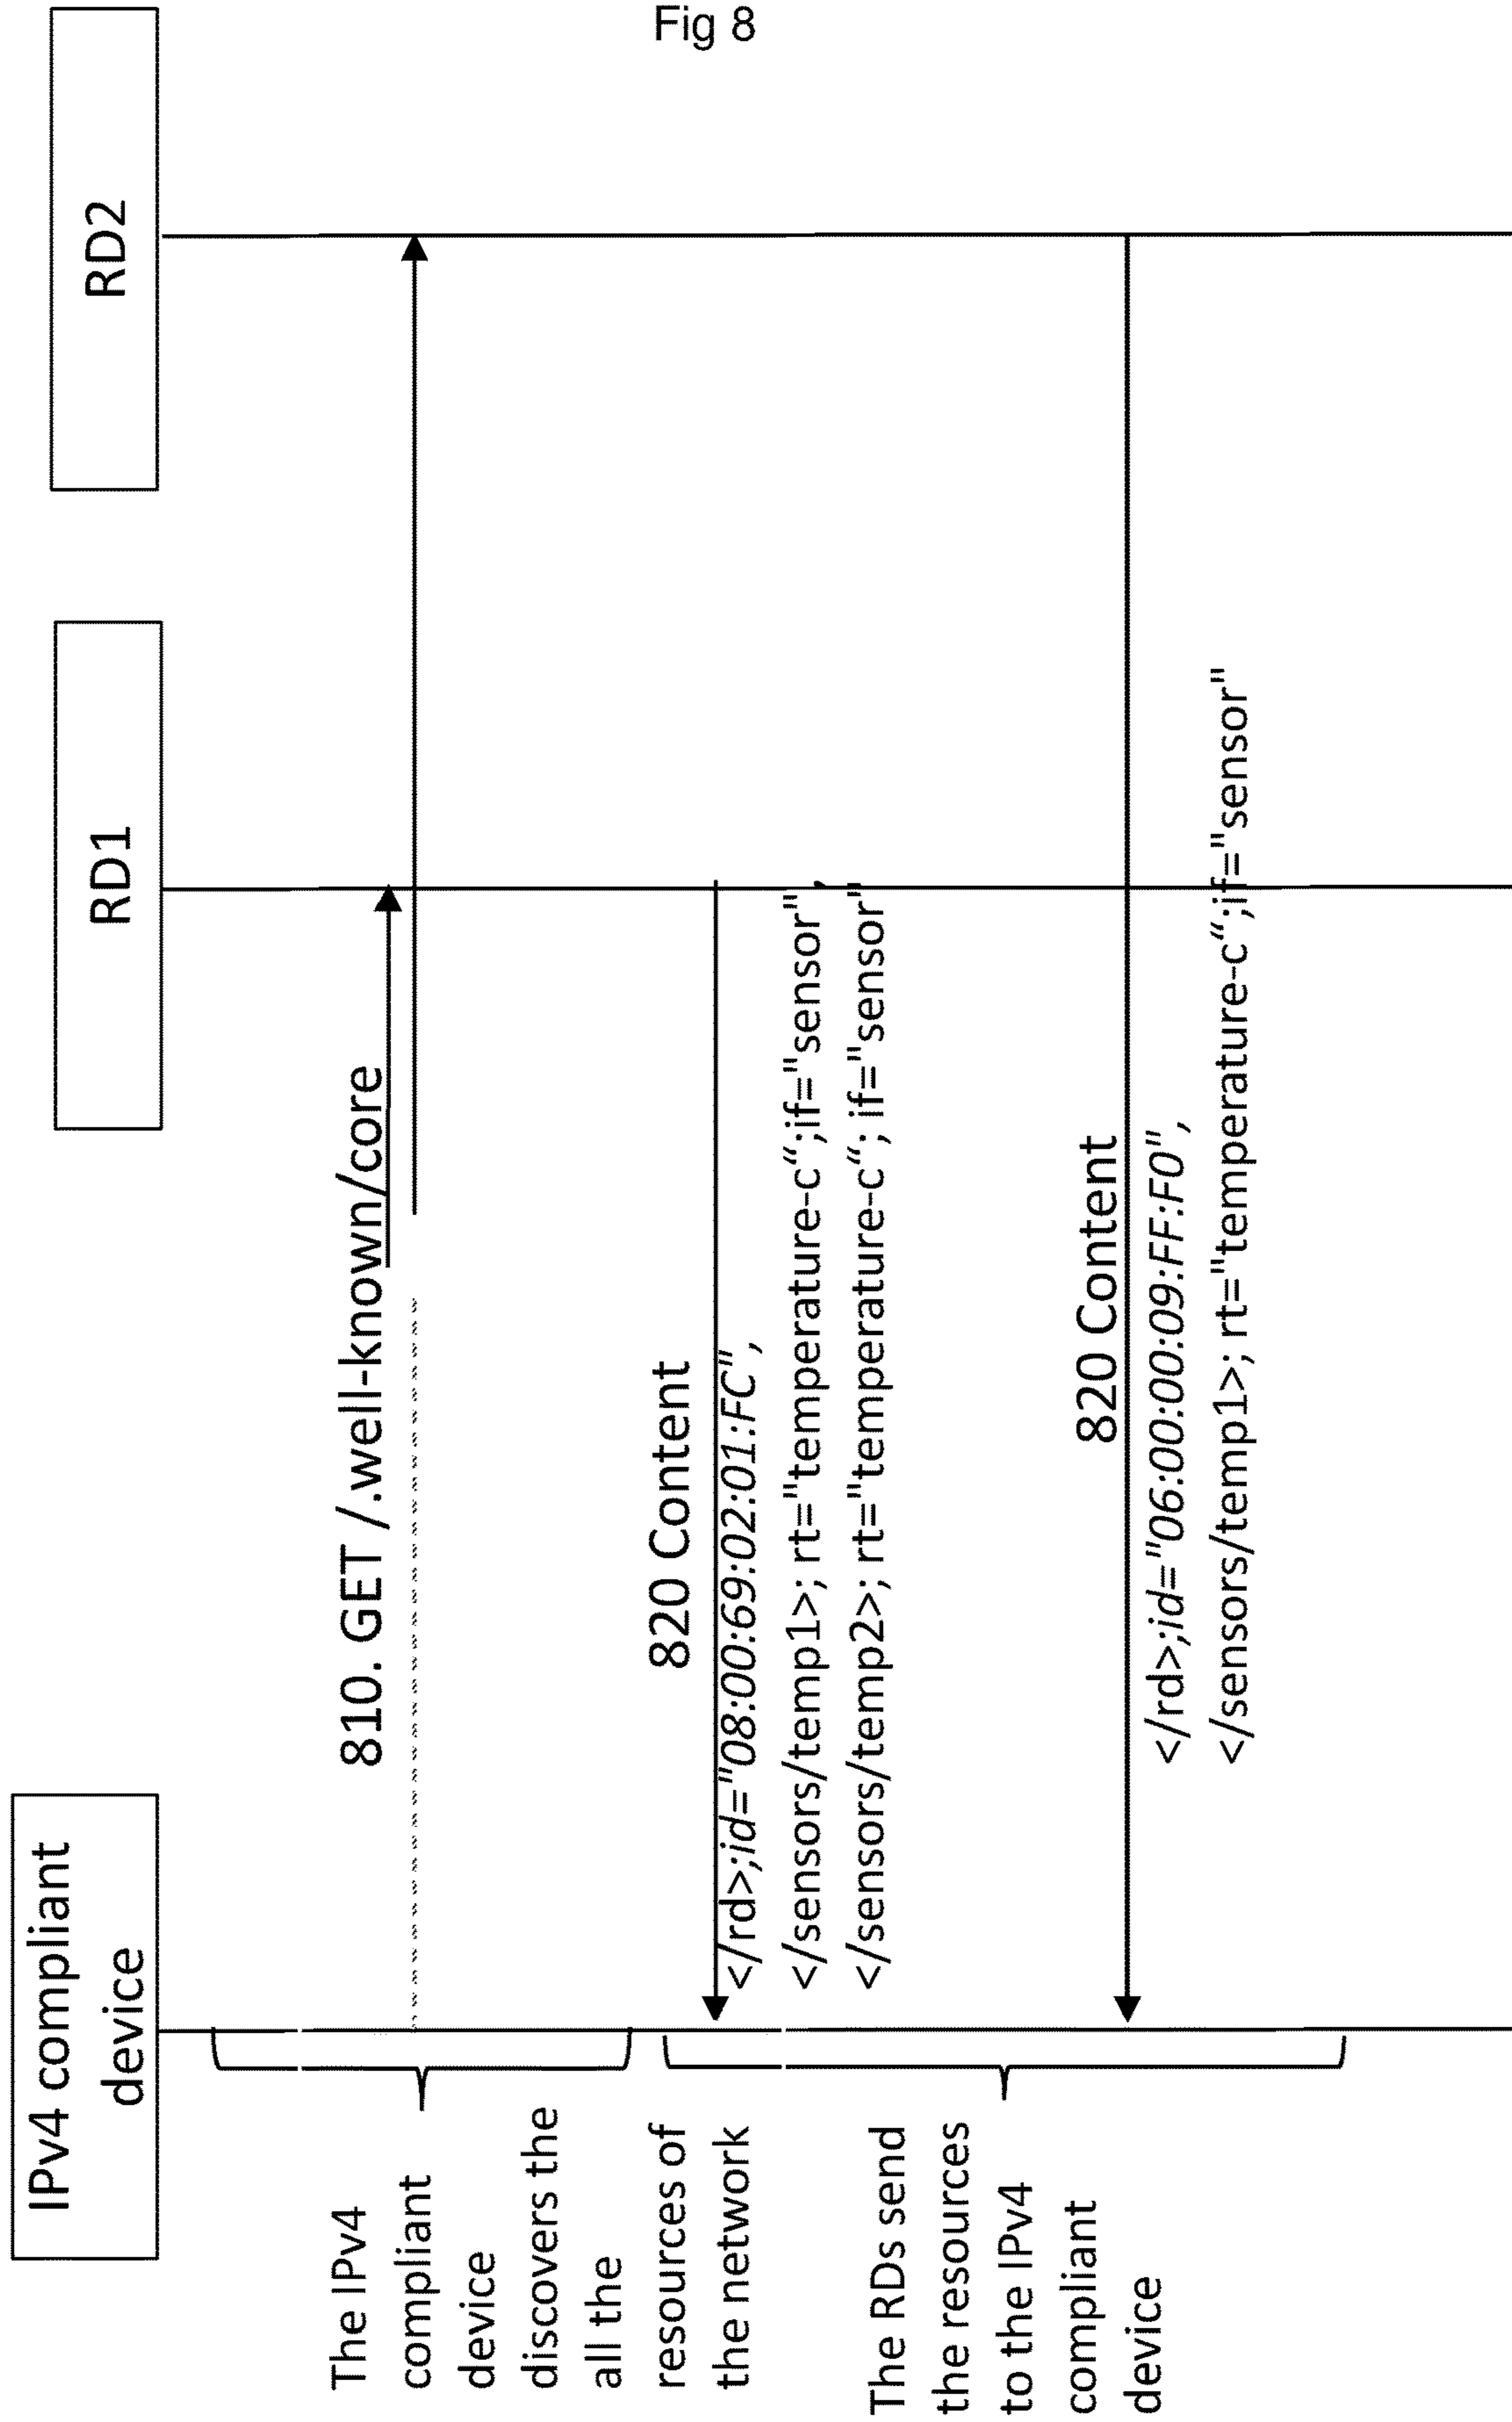 Fig 8
IPv4 compliant
device
RD1
RD2
The IPv4
compliant
device
discovers the
all the
resources of
the network
810. GET /.well-known/core
The RDs send
the resources
to the IPv4
compliant
device
820 Content
</rd>;id="08:00:69:02:01:FC",
</sensors/temp1>; rt="temperature-c“;if="sensor",
</sensors/temp2>; rt="temperature-c“; if="sensor"
820 Content
</rd>;id="06:00:00:09:FF:F0",
</sensors/temp1>; rt="temperature-c“;if="sensor"